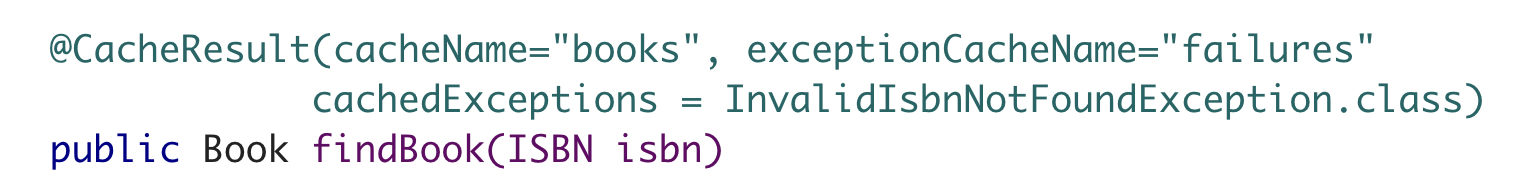 @CacheResult(cacheName="books", exceptionCacheName="failures"
cachedExceptions = InvalidIsbnNotFoundException.class)
public Book findBook(ISBN isbn)